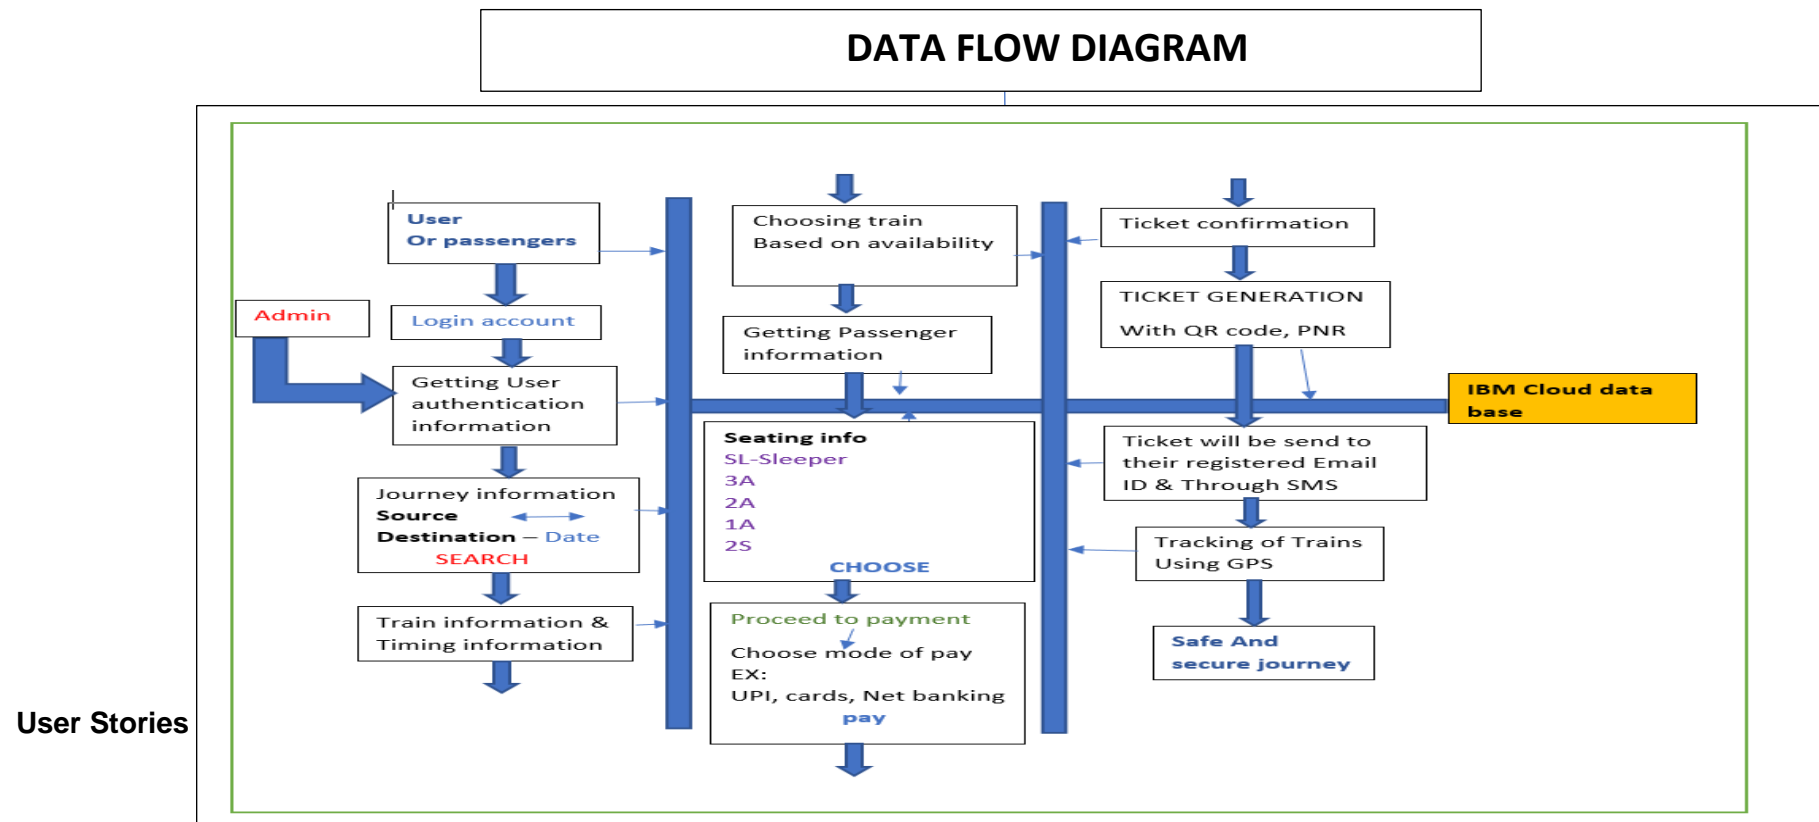 DATA FLOW DIAGRAM
User
Or passengers
Admin
Login account
Getting User
authentication
information
Journey information
Source
Destination – Date
SEARCH
Train information &
Timing information
Choosing train
Based on availability
Getting Passenger
information
Seating info
SL-Sleeper
3A
2A
1A
2S
CHOOSE
Proceed to payment
Choose mode of pay
EX:
UPI, cards, Net banking
pay
Ticket confirmation
TICKET GENERATION
With QR code, PNR
IBM Cloud data
base
Ticket will be send to
their registered Email
ID & Through SMS
Tracking of Trains
Using GPS
Safe And
secure journey
User Stories